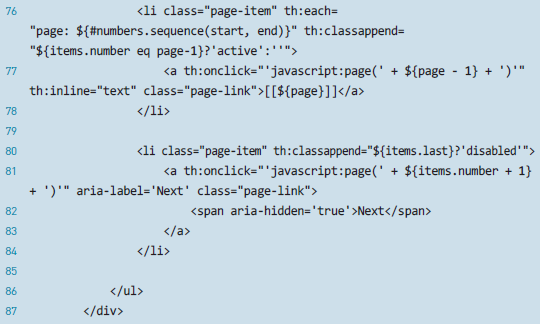 76 <li class="page-item" th:each=
"page: ${#numbers.sequence(start, end)}" th:classappend=
"${items.number eq page-1}?'active':''">
77 <a th:onclick="'javascript:page(' + ${page - 1} + ')'"
th:inline="text" class="page-link">[[${page}]]</a>
78 </li>
79
80 <li class="page-item" th:classappend="${items.last}?'disabled'">
81 <a th:onclick="'javascript:page(' + ${items.number + 1}
+ ')'" aria-label='Next' class="page-link">
82 <span aria-hidden='true'>Next</span>
83 </a>
84 </li>
85
86 </ul>
87 </div>